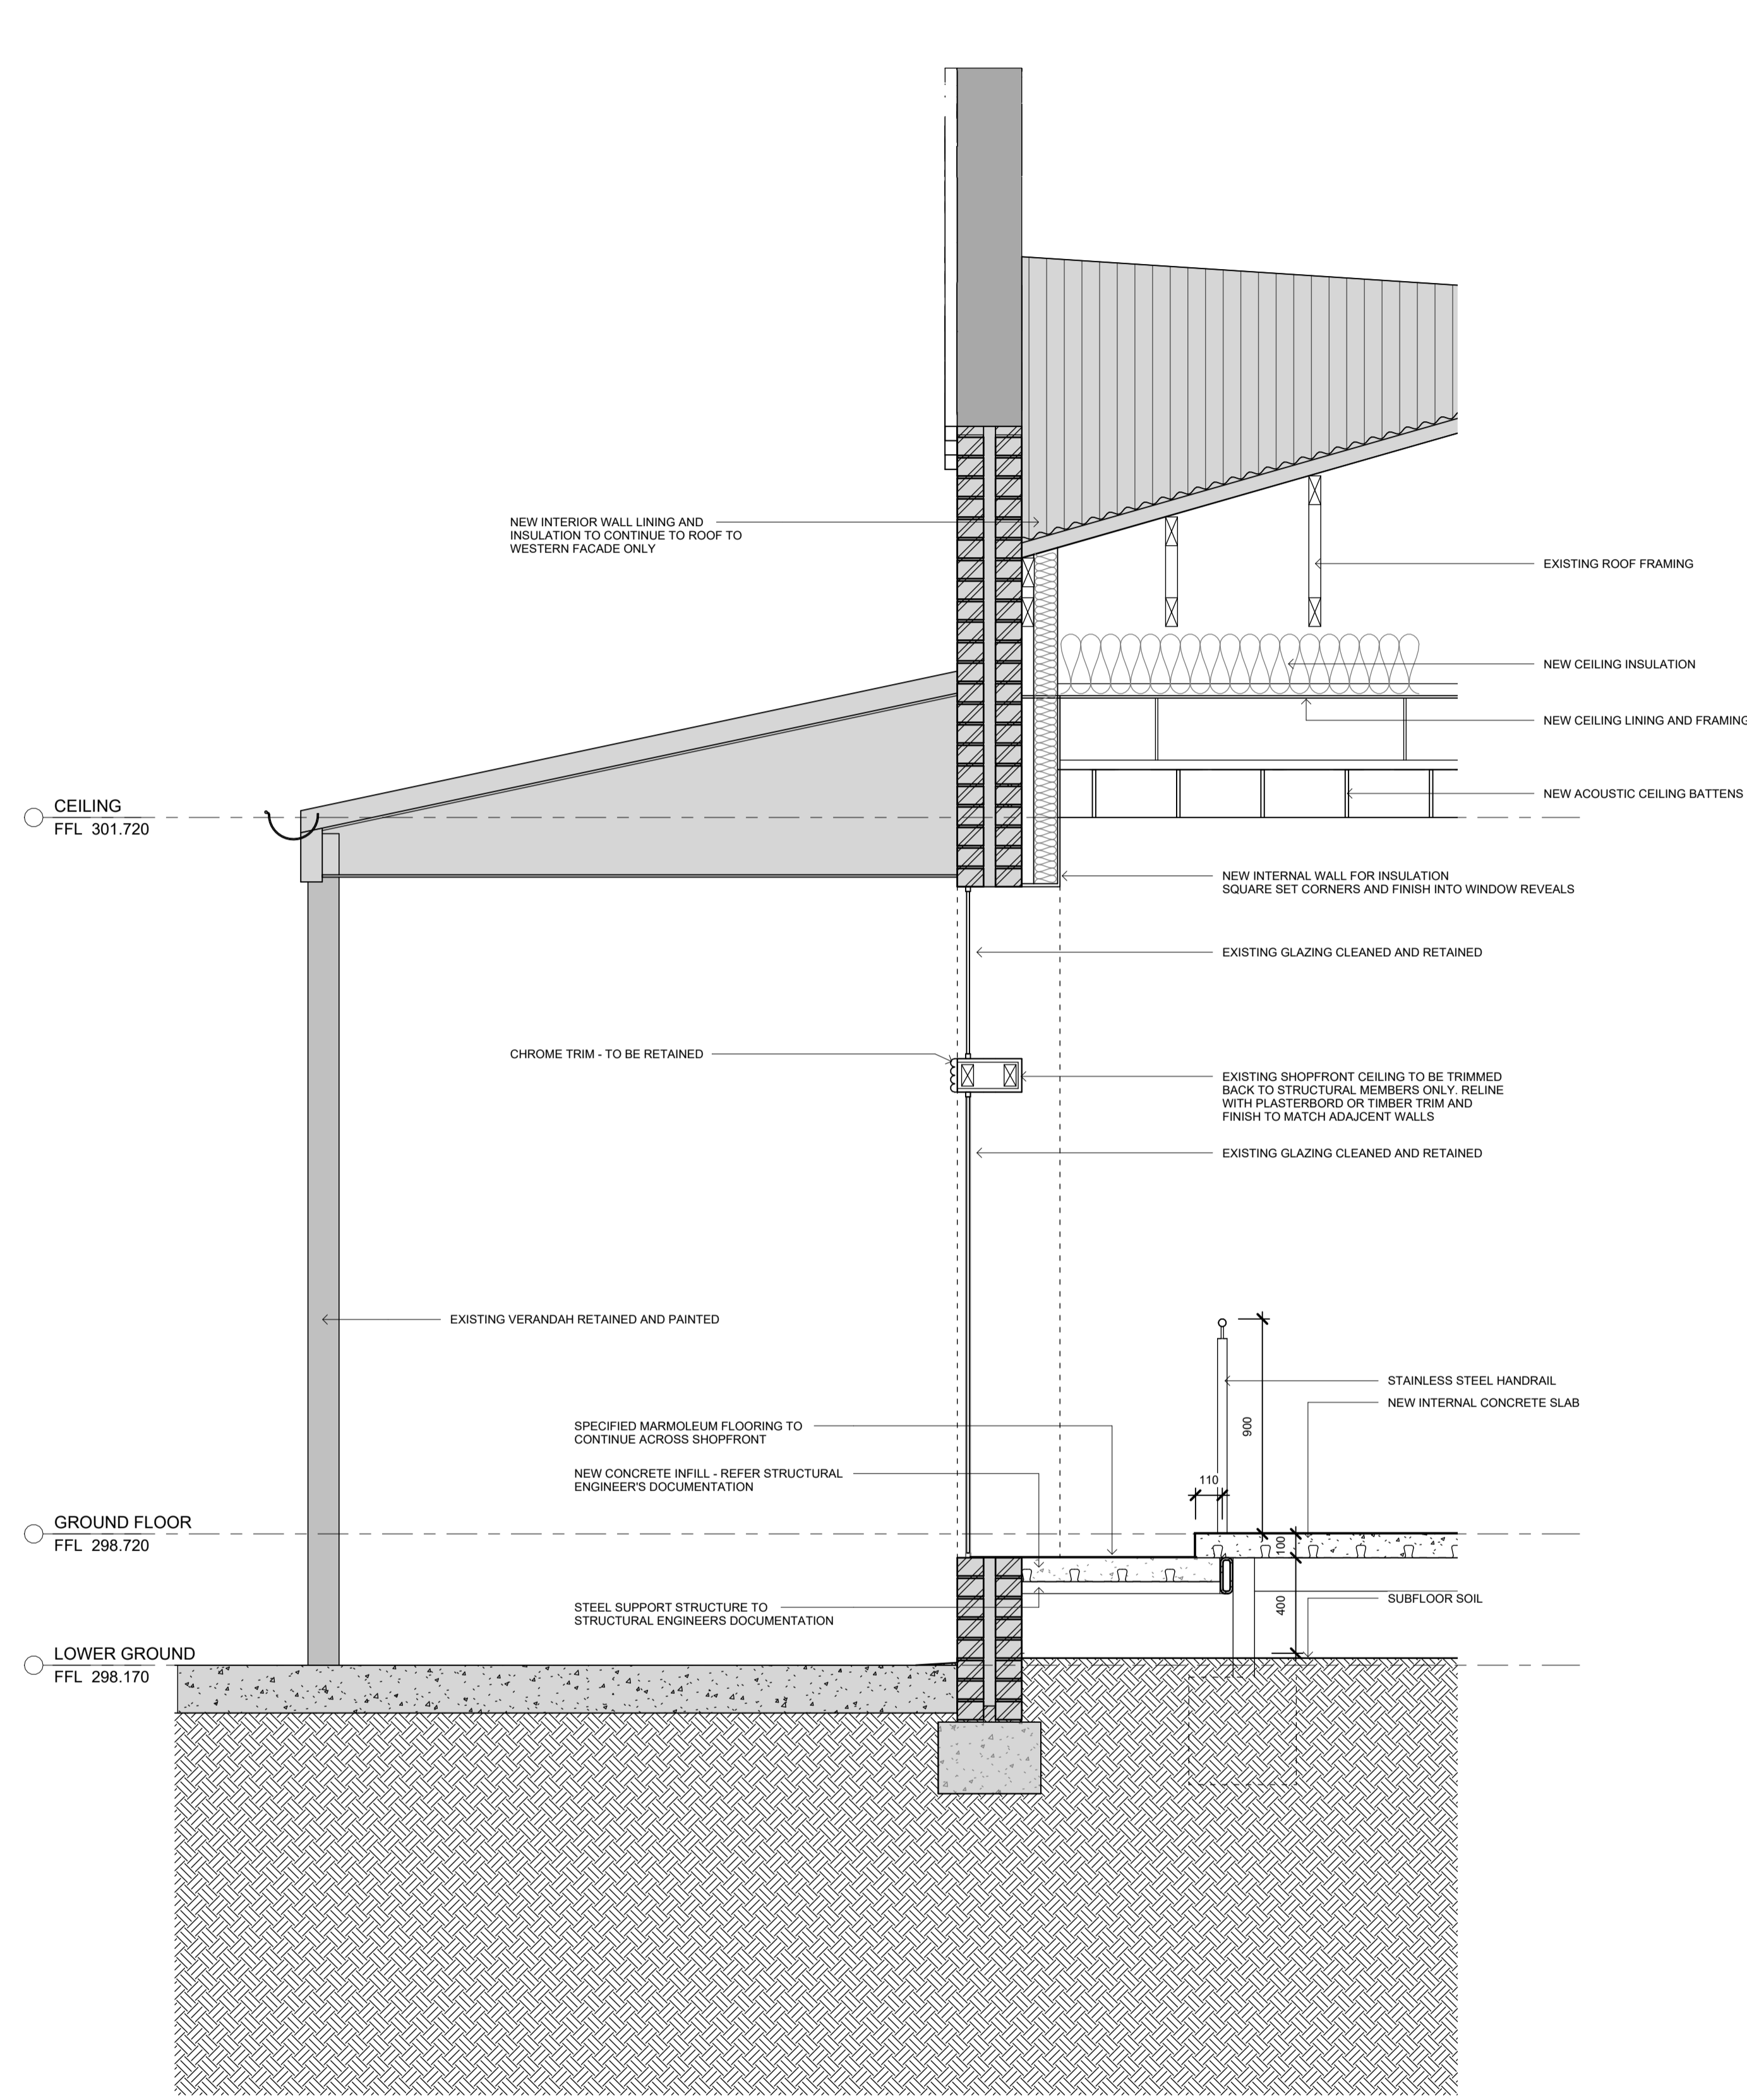 NEW INTERIOR WALL LINING AND
INSULATION TO CONTINUE TO ROOF TO
WESTERN FACADE ONLY
EXISTING ROOF FRAMING
NEW CEILING INSULATION
NEW CEILING LINING AND FRAMING
NEW ACOUSTIC CEILING BATTENS
CEILING
FFL 301.720
NEW INTERNAL WALL FOR INSULATION
SQUARE SET CORNERS AND FINISH INTO WINDOW REVEALS
EXISTING GLAZING CLEANED AND RETAINED
CHROME TRIM - TO BE RETAINED
EXISTING SHOPFRONT CEILING TO BE TRIMMED
BACK TO STRUCTURAL MEMBERS ONLY. RELINE
WITH PLASTERBORD OR TIMBER TRIM AND
FINISH TO MATCH ADAJCENT WALLS
EXISTING GLAZING CLEANED AND RETAINED
EXISTING VERANDAH RETAINED AND PAINTED
STAINLESS STEEL HANDRAIL
NEW INTERNAL CONCRETE SLAB
SPECIFIED MARMOLEUM FLOORING TO
CONTINUE ACROSS SHOPFRONT
900
NEW CONCRETE INFILL - REFER STRUCTURAL
ENGINEER'S DOCUMENTATION
110
GROUND FLOOR
FFL 298.720
100
STEEL SUPPORT STRUCTURE TO
STRUCTURAL ENGINEERS DOCUMENTATION
400
SUBFLOOR SOIL
LOWER GROUND
FFL 298.170